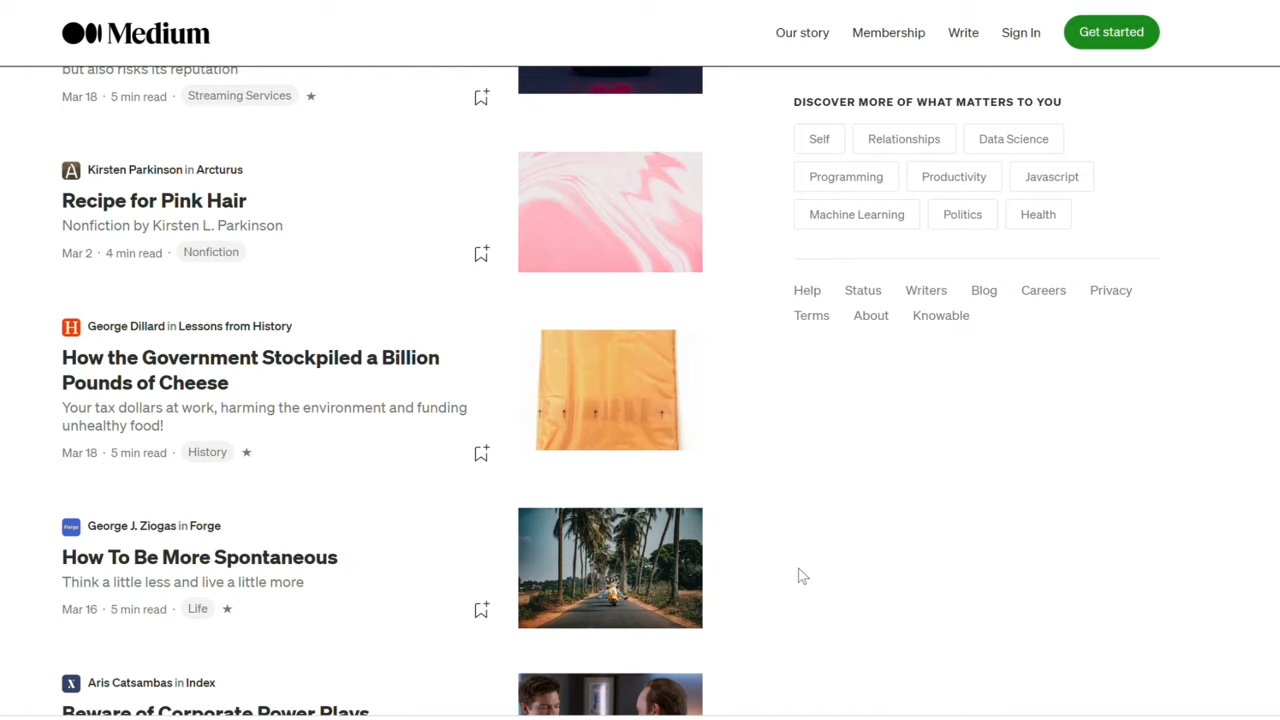 Medium
Our story Membership Write Sign In Get started
but also risks its reputation
Mar 18 · 5 min read · Streaming Services ★
Kirsten Parkinson in Arcturus
Recipe for Pink Hair
Nonfiction by Kirsten L. Parkinson
Mar 2 · 4 min read · Nonfiction
George Dillard in Lessons from History
How the Government Stockpiled a Billion
Pounds of Cheese
Your tax dollars at work, harming the environment and funding
unhealthy food!
Mar 18 · 5 min read · History ★
Forge
George J. Ziogas in Forge
How To Be More Spontaneous
Think a little less and live a little more
Mar 16 · 5 min read · Life ★
Aris Catsambas in Index
Beware of Corporate Power Plays
DISCOVER MORE OF WHAT MATTERS TO YOU
Self Relationships Data Science
Programming Productivity Javascript
Machine Learning Politics Health
Help Status Writers Blog Careers Privacy
Terms About Knowable